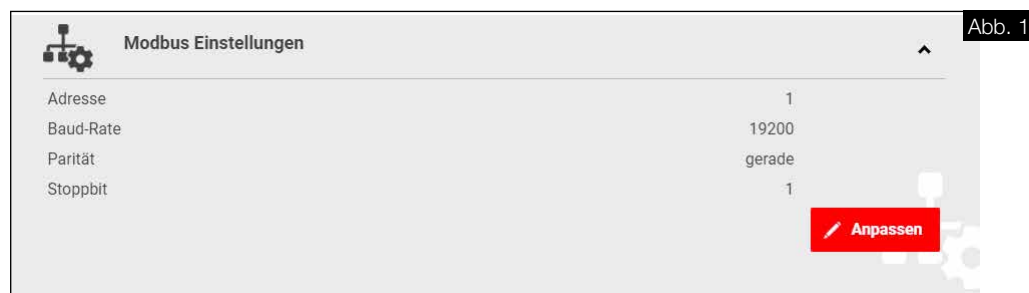 Abb. 1
Modbus Einstellungen
Adresse 1
Baud-Rate 19200
Parität gerade
Stoppbit 1
Anpassen